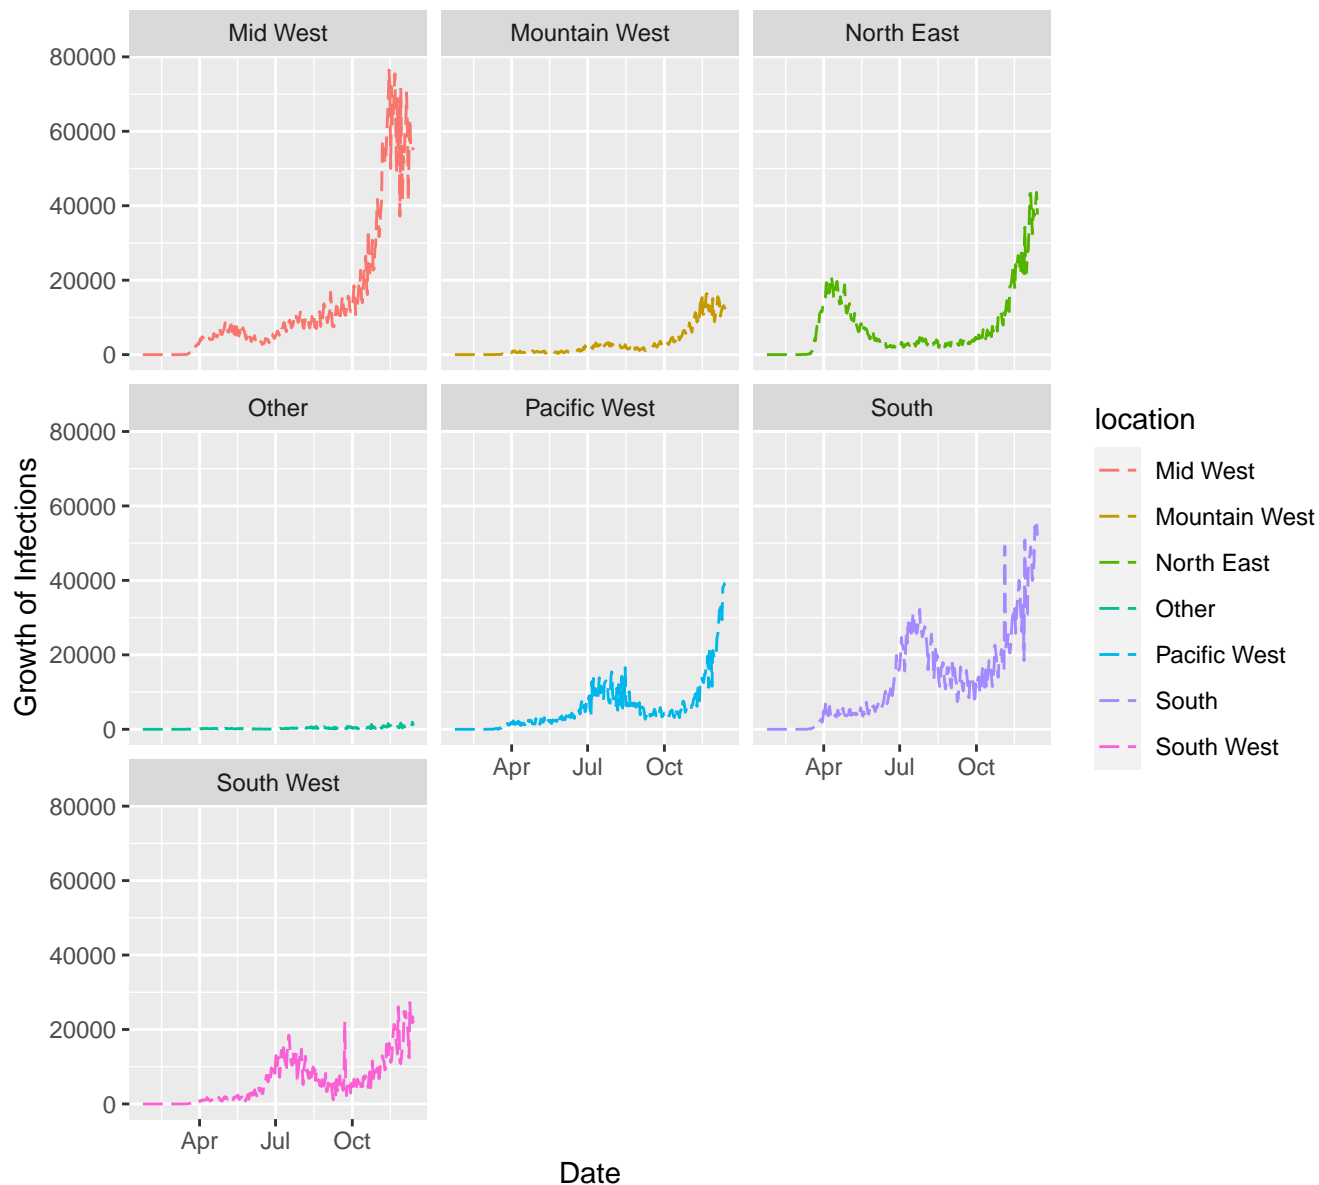 Mid West
Mountain West
North East
80000
60000
40000
20000
0
Other
Pacific West
South
80000
60000
40000
20000
0
Apr
Jul
Oct
Apr
Jul
Oct
South West
80000
60000
40000
20000
0
Apr
Jul
Oct
Growth of Infections
Date
location
Mid West
Mountain West
North East
Other
Pacific West
South
South West